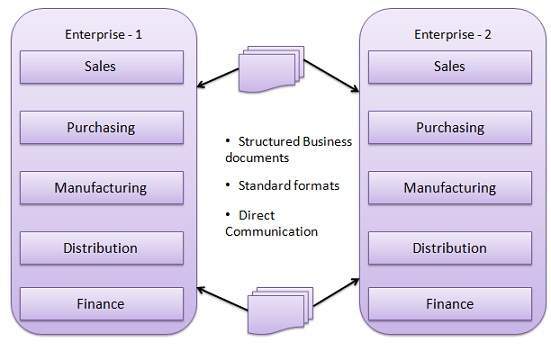 Enterprise - 1
Sales
Purchasing
Manufacturing
Distribution
Finance
• Structured Business
documents
• Standard formats
• Direct
Communication
Enterprise - 2
Sales
Purchasing
Manufacturing
Distribution
Finance